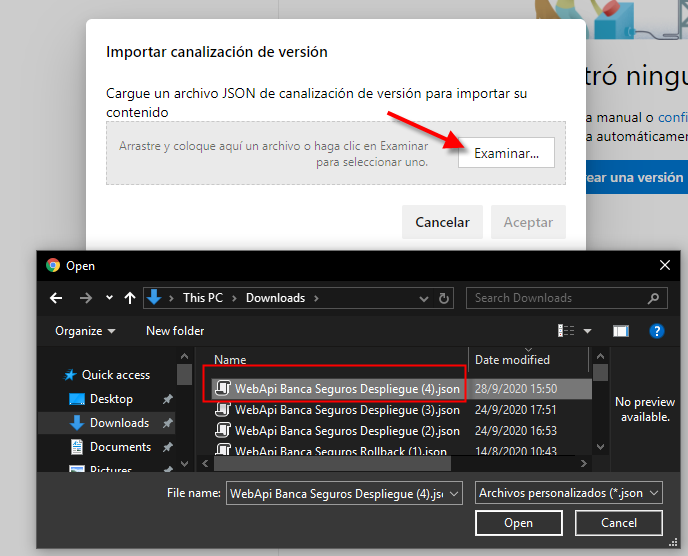 Importar canalización de versión
Cargue un archivo JSON de canalización de versión para importar su
contenido
Arrastre y coloque aquí un archivo o haga clic en Examinar
para seleccionar uno.
Examinar...
Cancelar
Aceptar
tró ningu
a manual o confi
a automáticamen
rear una versión
Open
This PC
Downloads
Search Downloads
Organize
New folder
Name
Date modified
Quick access
Desktop
Downloads
Documents
Pictures
WebApi Banca Seguros Despliegue (4).json
28/9/2020 15:50
WebApi Banca Seguros Despliegue (3).json
24/9/2020 17:51
WebApi Banca Seguros Despliegue (2).json
24/9/2020 16:53
WebApi Banca Seguros Rollback (1).json
14/8/2020 10:43
No preview
available.
File name:
WebApi Banca Seguros Despliegue (4).js
Archivos personalizados (*.json
Open
Cancel